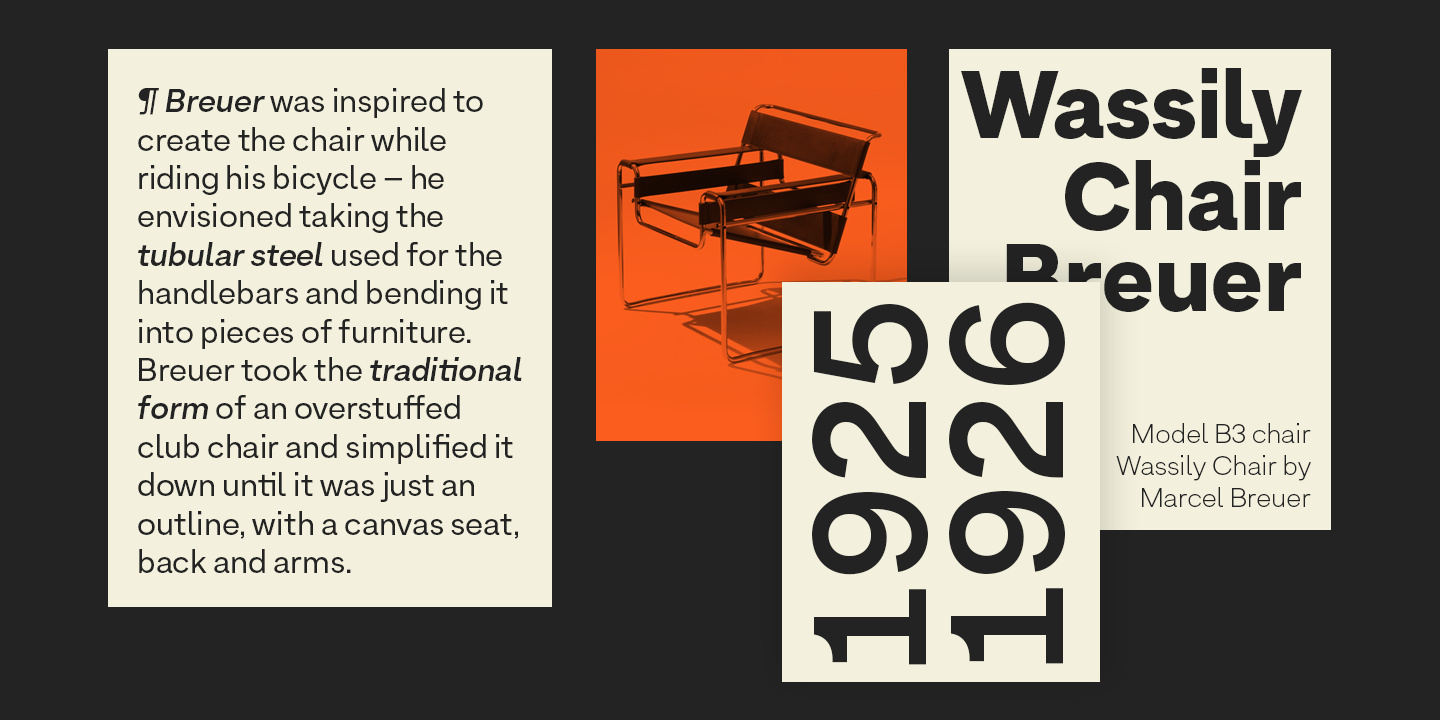 ¶ Breuer was inspired to
create the chair while
riding his bicycle – he
envisioned taking the
tubular steel used for the
handlebars and bending it
into pieces of furniture.
Breuer took the traditional
form of an overstuffed
club chair and simplified it
down until it was just an
outline, with a canvas seat,
back and arms.
Wassily
Chair
Breuer
1925
1926
Model B3 chair
Wassily Chair by
Marcel Breuer